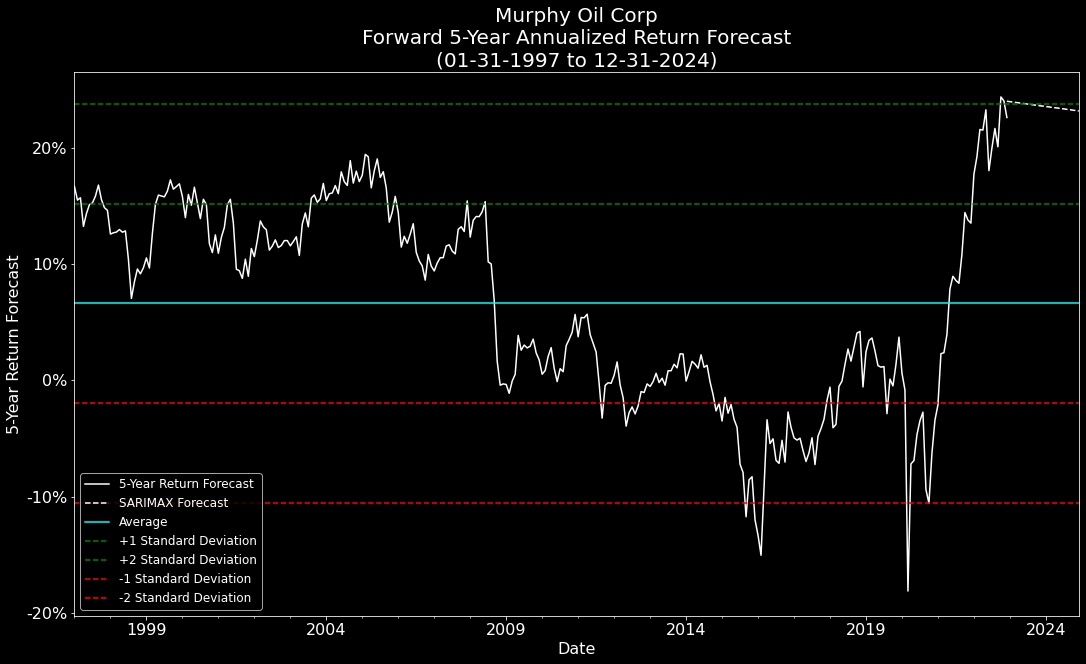 Murphy Oil Corp
Forward 5-Year Annualized Return Forecast
(01-31-1997 to 12-31-2024)
5-Year Return Forecast
20%
10%
0%
-10%
-20%
5-Year Return Forecast
SARIMAX Forecast
Average
+1 Standard Deviation
+2 Standard Deviation
-1 Standard Deviation
-2 Standard Deviation
1999
2004
2009
2014
2019
2024
Date